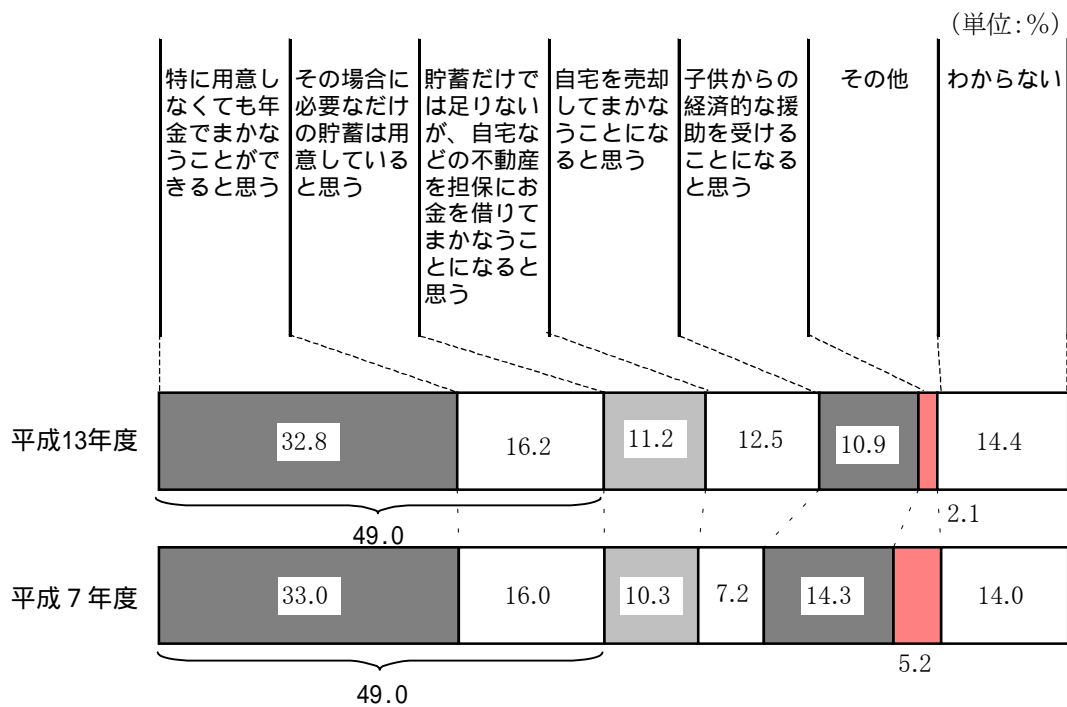 (単位:%)
特に用意し
なくても年
金でまかな
うことがで
きると思う
その場合に
必要なだけ
の貯蓄は用
意している
と思う
貯蓄だけで
は足りない
が、自宅な
どの不動産
を担保にお
金を借りて
まかなうこ
とになると
思う
自宅を売却
してまかな
うことにな
ると思う
子供からの
経済的な援
助を受ける
ことになる
と思う
その他
わからない
平成13年度
32.8
16.2
11.2
12.5
10.9
14.4
2.1
49.0
平成7年度
33.0
16.0
10.3
7.2
14.3
14.0
5.2
49.0